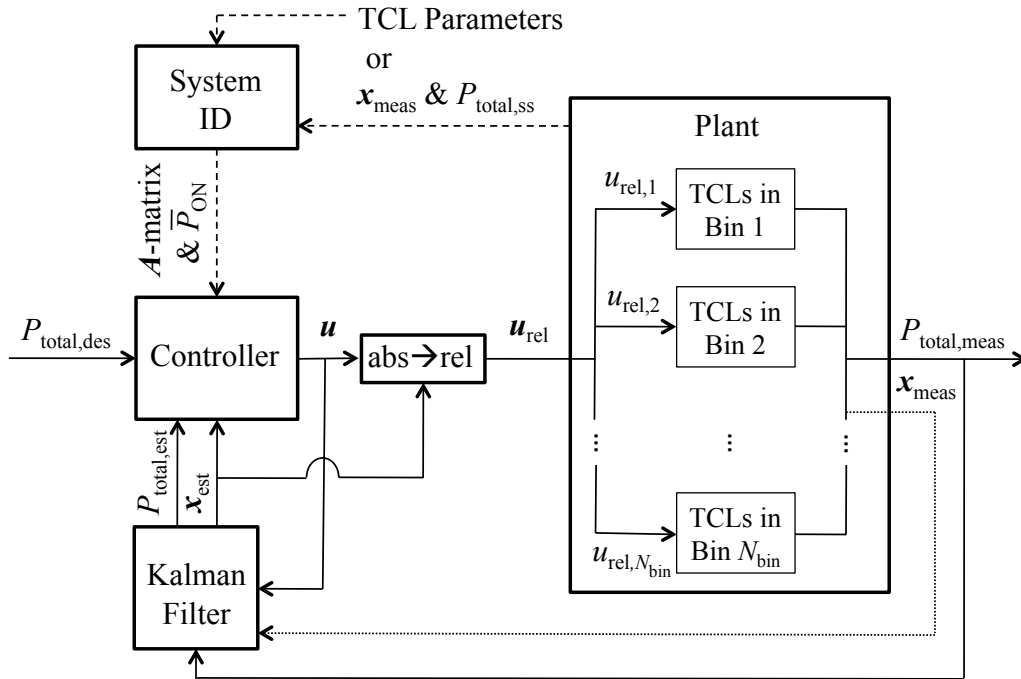 TCL Parameters
or
x_meas & P_total,ss
System
ID
Plant
A-matrix
& P̅_ON
u_rel,1
TCLs in
Bin 1
u_rel,2
TCLs in
Bin 2
P_total,des
Controller
u
abs→rel
u_rel
P_total,meas
x_meas
...
...
...
P_total,est
x_est
TCLs in
Bin N_bin
u_rel,N_bin
Kalman
Filter